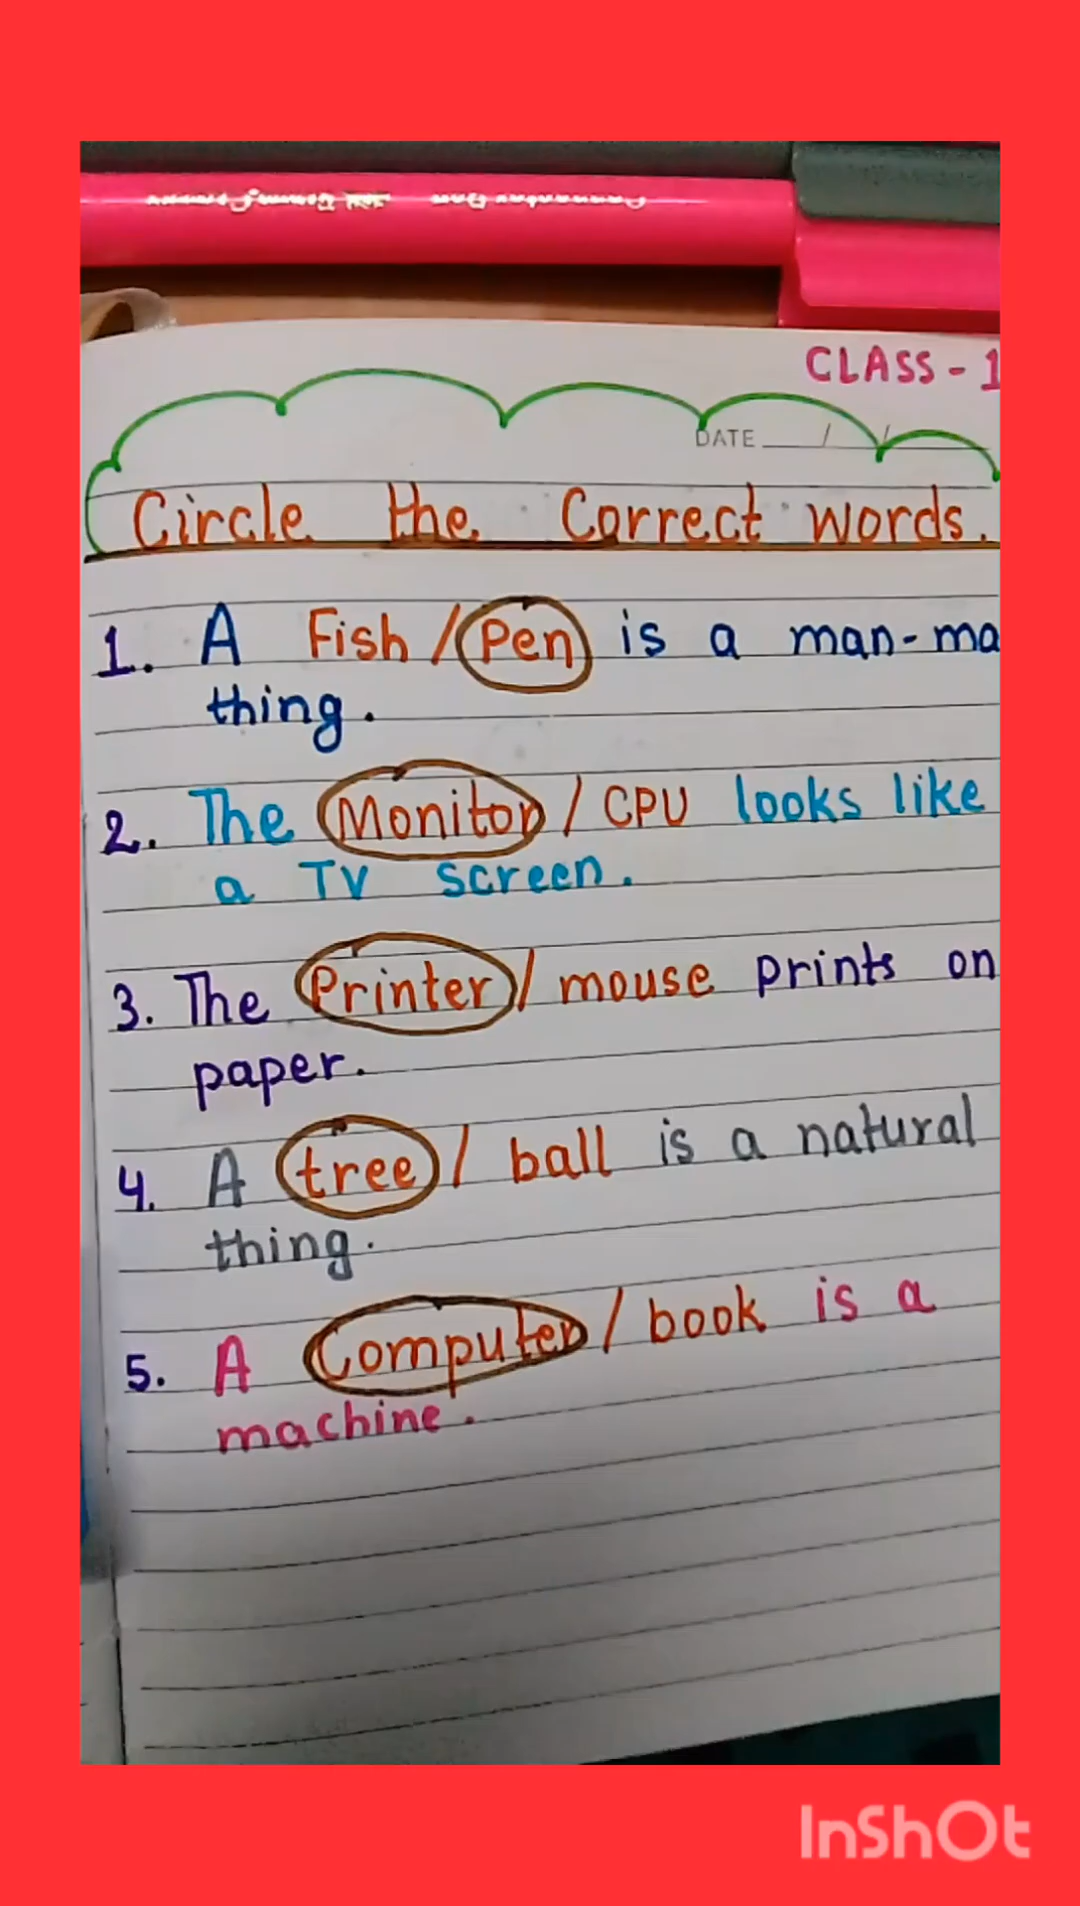 CLASS - 1
DATE / /
Circle the Correct words.
1. A Fish / Pen is a man-ma
thing.
2. The Monitor / CPU looks like
a TV screen.
3. The Printer / mouse prints on
paper.
4. A tree / ball is a natural
thing.
5. A Computer / book is a
machine.
InShOt